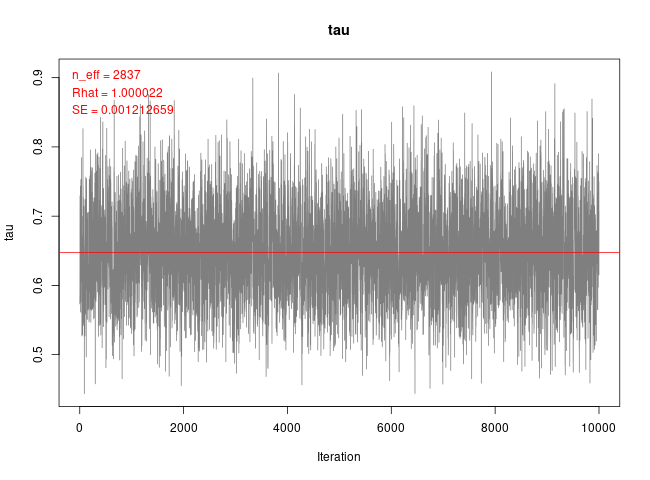 tau
n_eff = 2837
Rhat = 1.000022
SE = 0.001212659
0.9
0.8
0.7
0.6
0.5
tau
0 2000 4000 6000 8000 10000
Iteration